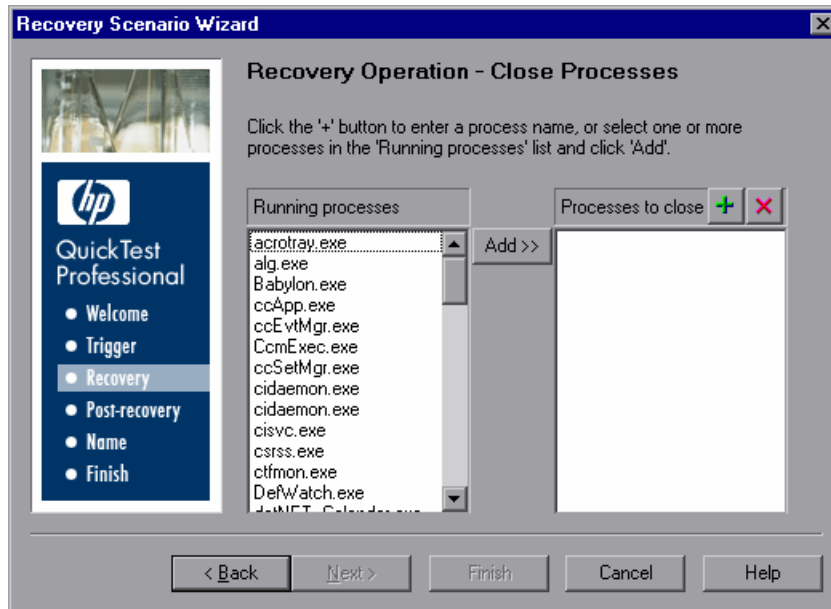 Recovery Scenario Wizard
Recovery Operation - Close Processes
Click the '+' button to enter a process name, or select one or more
processes in the 'Running processes' list and click 'Add'.
hp
QuickTest
Professional
Welcome
Trigger
Recovery
Post-recovery
Name
Finish
Running processes
acrotray.exe
alg.exe
Babylon.exe
ccApp.exe
ccEvtMgr.exe
CcmExec.exe
ccSetMgr.exe
cidaemon.exe
cidaemon.exe
cisvc.exe
csrss.exe
ctfmon.exe
DefWatch.exe
Add >>
Processes to close
< Back
Next >
Finish
Cancel
Help